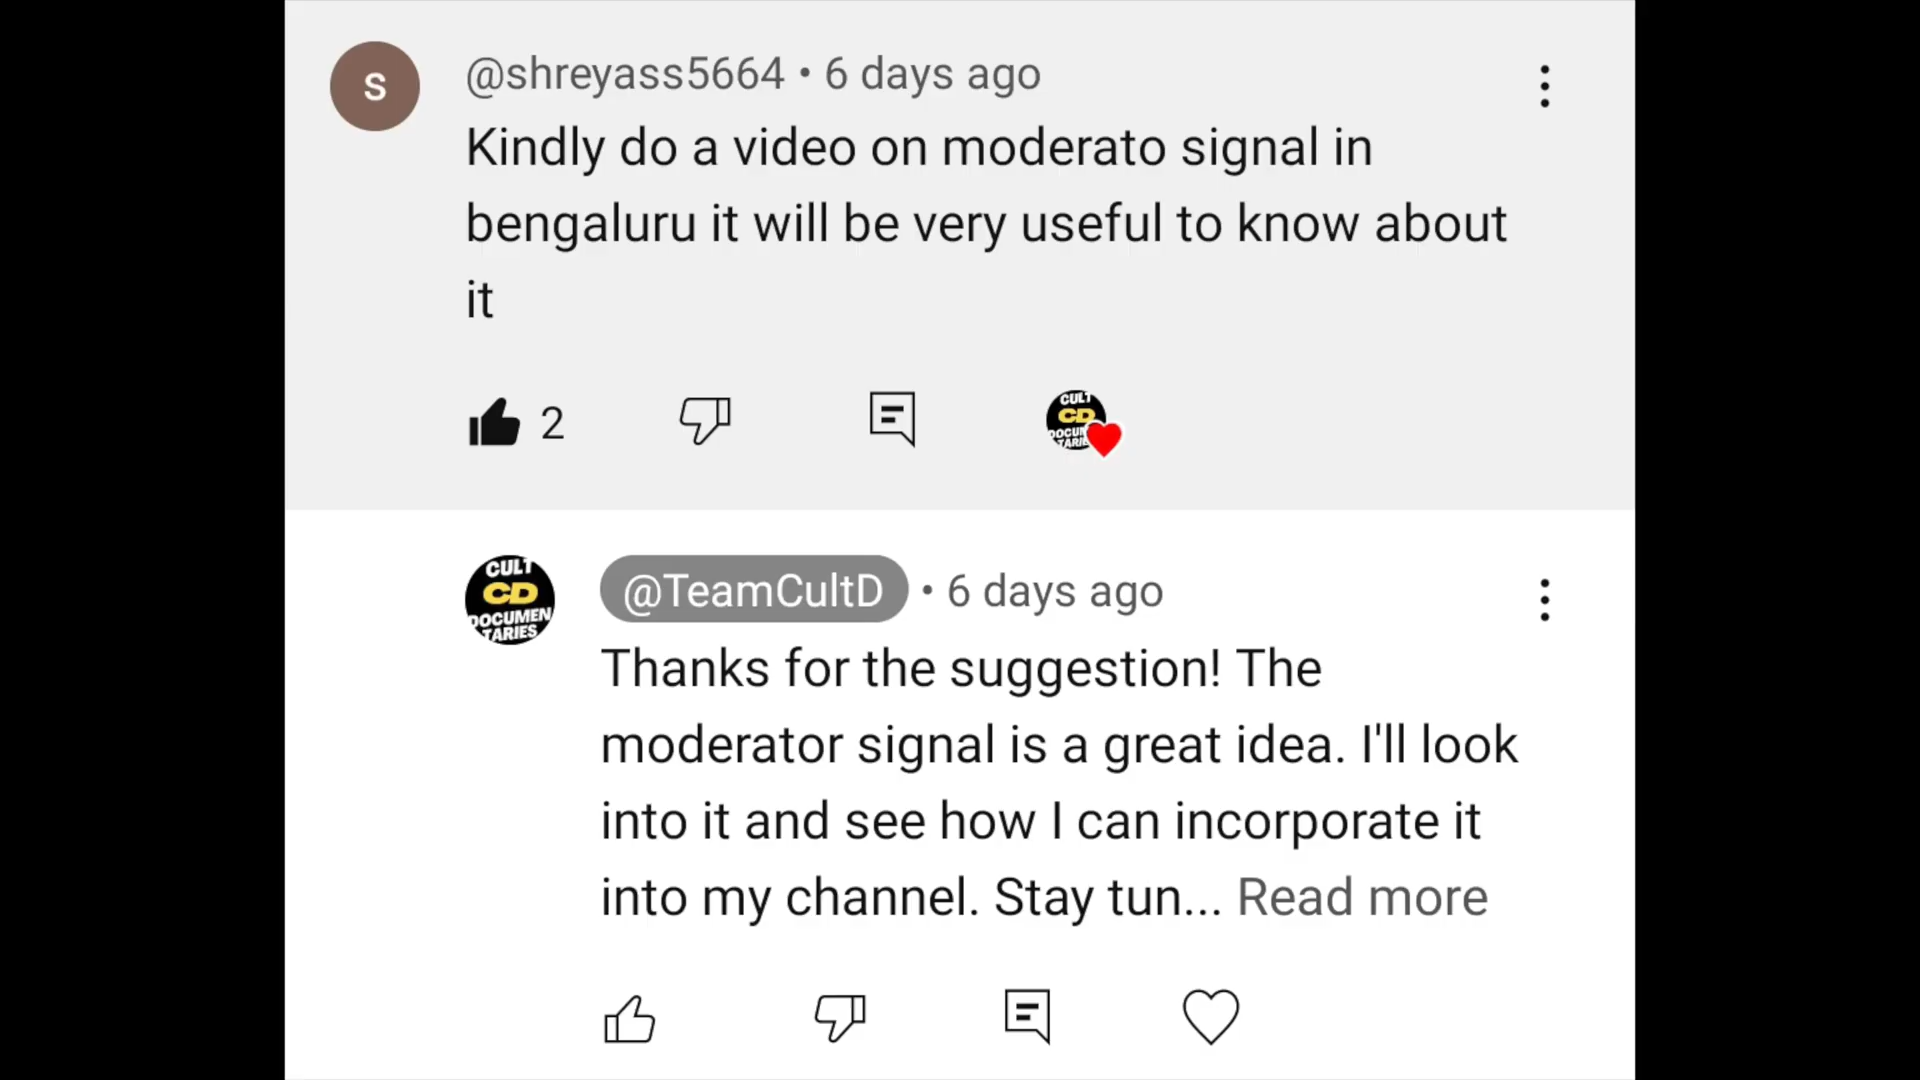 S
@shreyass5664 • 6 days ago
Kindly do a video on moderato signal in
bengaluru it will be very useful to know about
it
2
CULT
CD
DOCUMEN
TARIES
@TeamCultD • 6 days ago
Thanks for the suggestion! The
moderator signal is a great idea. I'll look
into it and see how I can incorporate it
into my channel. Stay tun... Read more